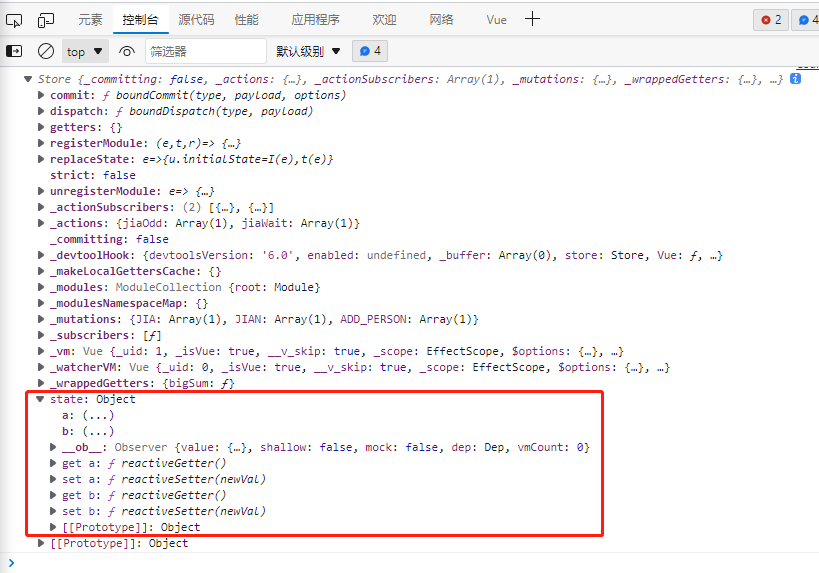 元素 控制台 源代码 性能 应用程序 欢迎 网络 Vue 2 4
top 筛选器 默认级别 4
Store {_committing: false, _actions: {…}, _actionSubscribers: Array(1), _mutations: {…}, _wrappedGetters: {…}, …}
commit: ƒ boundCommit(type, payload, options)
dispatch: ƒ boundDispatch(type, payload)
getters: {}
registerModule: (e,t,r)=> {…}
replaceState: e=>{u.initialState=I(e),t(e)}
strict: false
unregisterModule: e=> {…}
_actionSubscribers: (2) [{…}, {…}]
_actions: {jiaOdd: Array(1), jiaWait: Array(1)}
_committing: false
_devtoolHook: {devtoolsVersion: '6.0', enabled: undefined, _buffer: Array(0), store: Store, Vue: ƒ, …}
_makeLocalGettersCache: {}
_modules: ModuleCollection {root: Module}
_modulesNamespaceMap: {}
_mutations: {JIA: Array(1), JIAN: Array(1), ADD_PERSON: Array(1)}
_subscribers: [ƒ]
_vm: Vue {_uid: 1, _isVue: true, __v_skip: true, _scope: EffectScope, $options: {…}, …}
_watcherVM: Vue {_uid: 0, _isVue: true, __v_skip: true, _scope: EffectScope, $options: {…}, …}
_wrappedGetters: {bigSum: ƒ}
state: Object
a: (...)
b: (...)
__ob__: Observer {value: {…}, shallow: false, mock: false, dep: Dep, vmCount: 0}
get a: ƒ reactiveGetter()
set a: ƒ reactiveSetter(newVal)
get b: ƒ reactiveGetter()
set b: ƒ reactiveSetter(newVal)
[[Prototype]]: Object
[[Prototype]]: Object